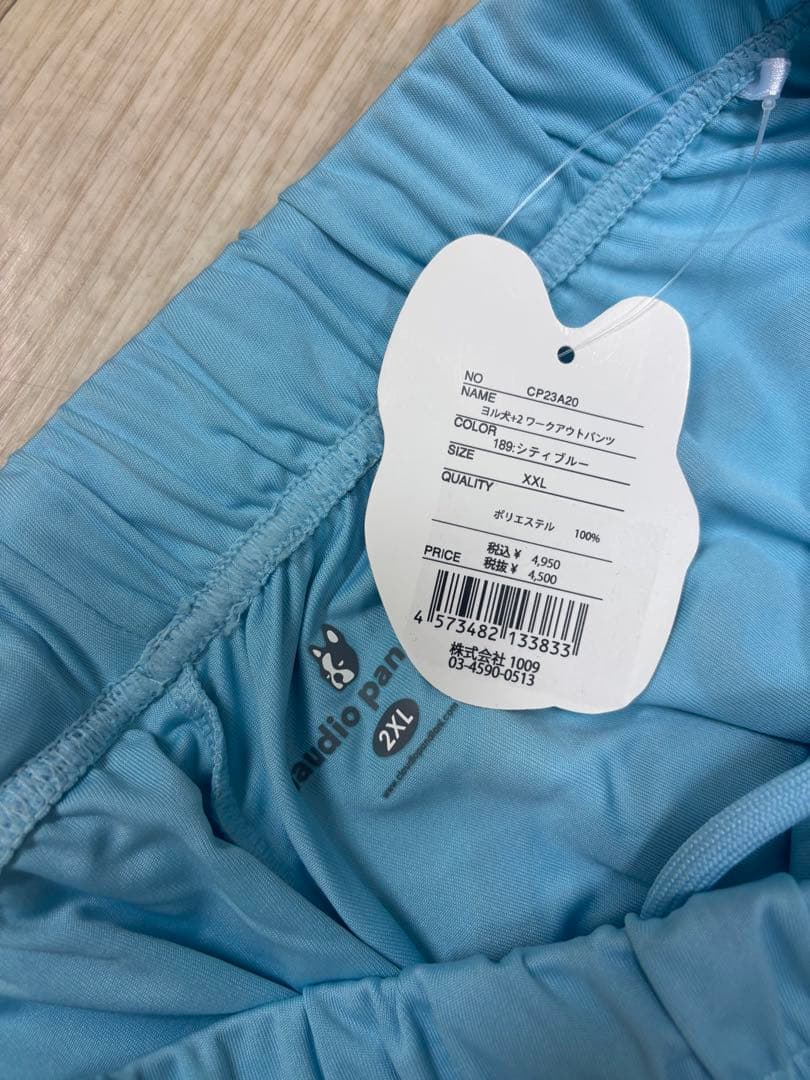 NO CP23A20
NAME
ヨル犬+2 ワークアウトパンツ
COLOR
189:シティブルー
SIZE
XXL
QUALITY
ポリエステル 100%
PRICE 税込¥ 4,950
税抜¥ 4,500
4 573482 133833
株式会社 1009
03-4590-0513
audio pan
2XL